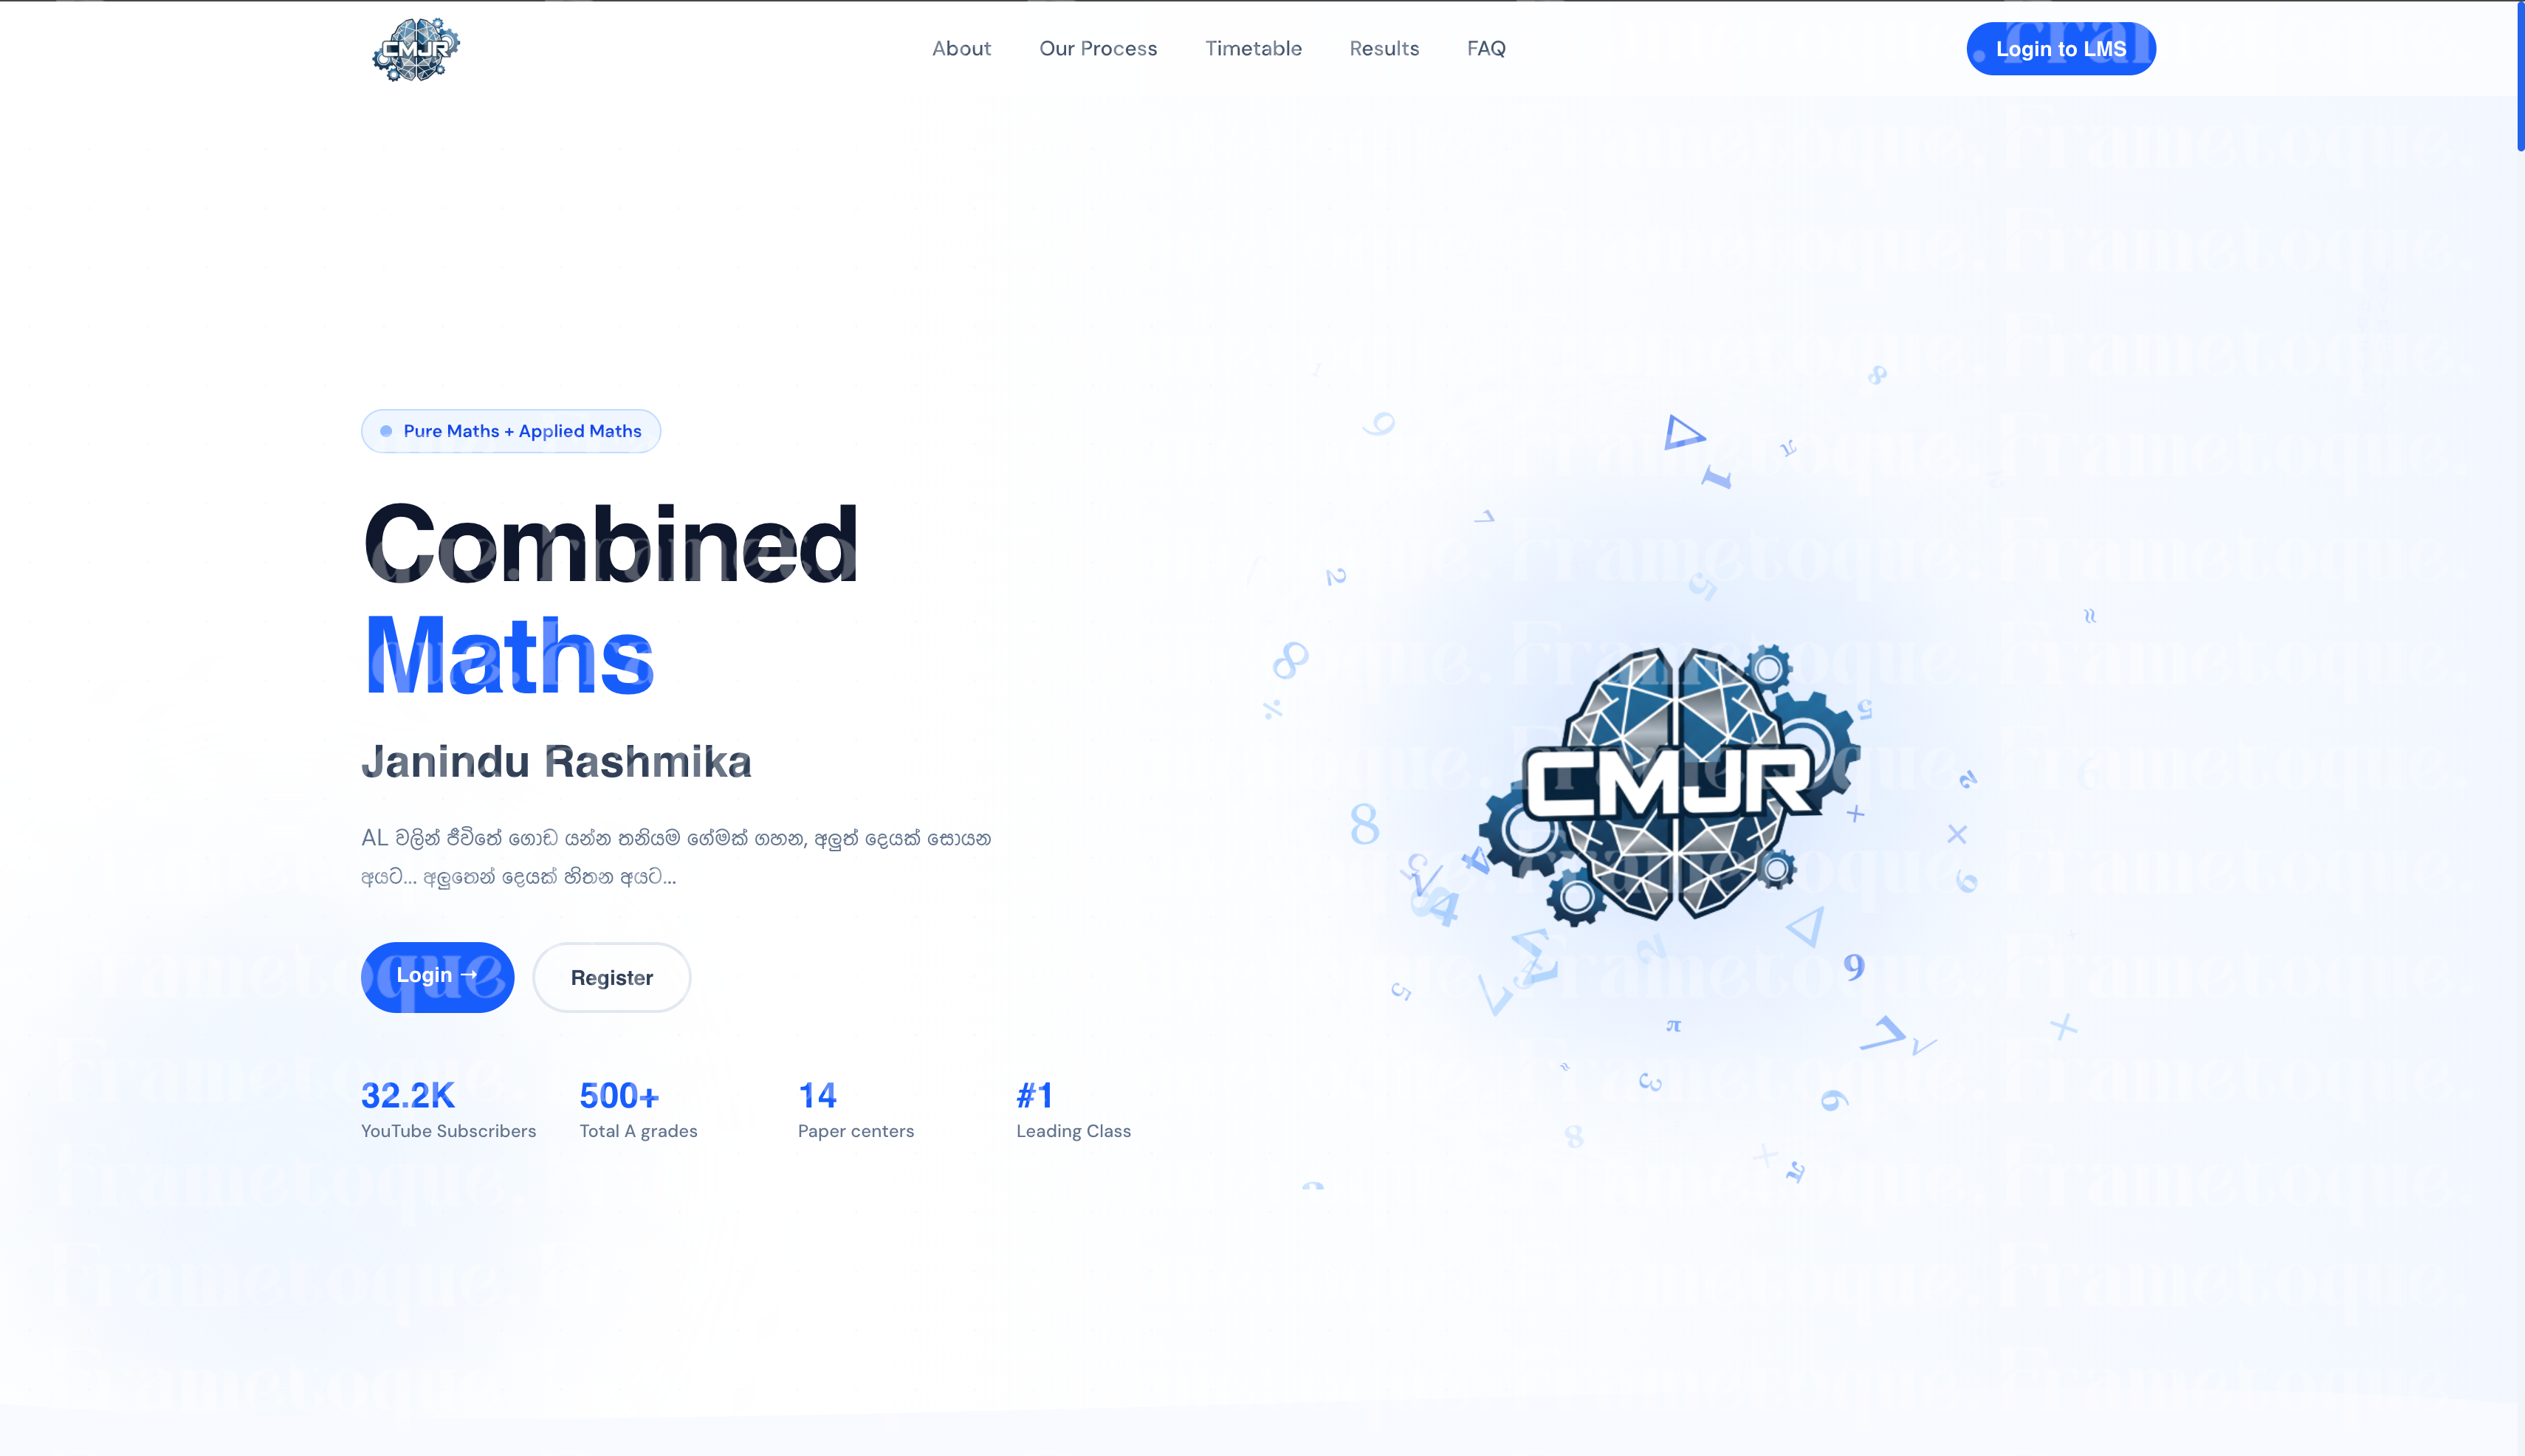 CMJR
About
Our Process
Timetable
Results
FAQ
Login to LMS
Pure Maths + Applied Maths
Combined
Maths
Janindu Rashmika
AL වලින් ජීවිතේ ගොඩ යන්න තනියම ගේමක් ගහන, අලුත් දෙයක් සොයන
අයට... අලුතෙන් දෙයක් හිතන අයට...
Login →
Register
32.2K
YouTube Subscribers
500+
Total A grades
14
Paper centers
#1
Leading Class
CMJR
Frametoque.